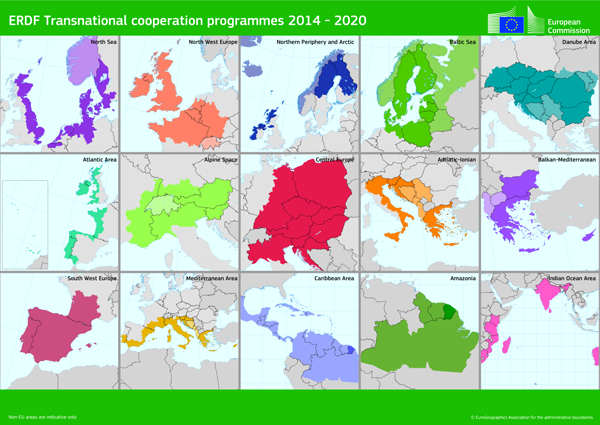 ERDF Transnational cooperation programmes 2014 - 2020
European
Commission
North Sea
North West Europe
Northern Periphery and Arctic
Baltic Sea
Danube Area
Atlantic Area
Alpine Space
Central Europe
Adriatic-Ionian
Balkan-Mediterranean
South West Europe
Mediterranean Area
Caribbean Area
Amazonia
Indian Ocean Area
Non-EU areas are indicative only
© EuroGeographics Association for the administrative boundaries